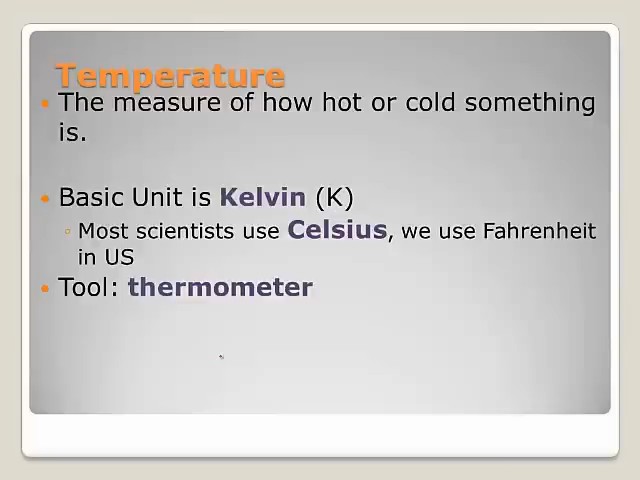 Temperature
• The measure of how hot or cold something
is.
• Basic Unit is Kelvin (K)
◦ Most scientists use Celsius, we use Fahrenheit
in US
• Tool: thermometer